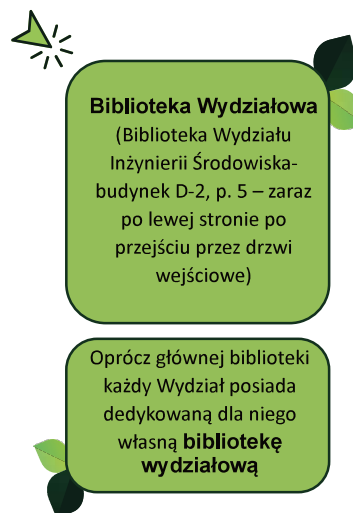 Biblioteka Wydziałowa
(Biblioteka Wydziału
Inżynierii Środowiska-
budynek D-2, p. 5 – zaraz
po lewej stronie po
przejściu przez drzwi
wejściowe)
Oprócz głównej biblioteki
każdy Wydział posiada
dedykowaną dla niego
własną bibliotekę
wydziałową